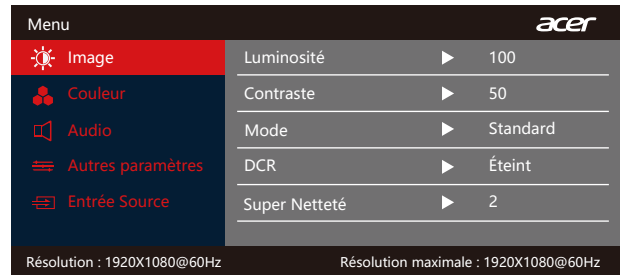 Menu acer
Image Luminosité 100
Couleur Contraste 50
Audio Mode Standard
Autres paramètres DCR Éteint
Entrée Source Super Netteté 2
Résolution : 1920X1080@60Hz Résolution maximale : 1920X1080@60Hz